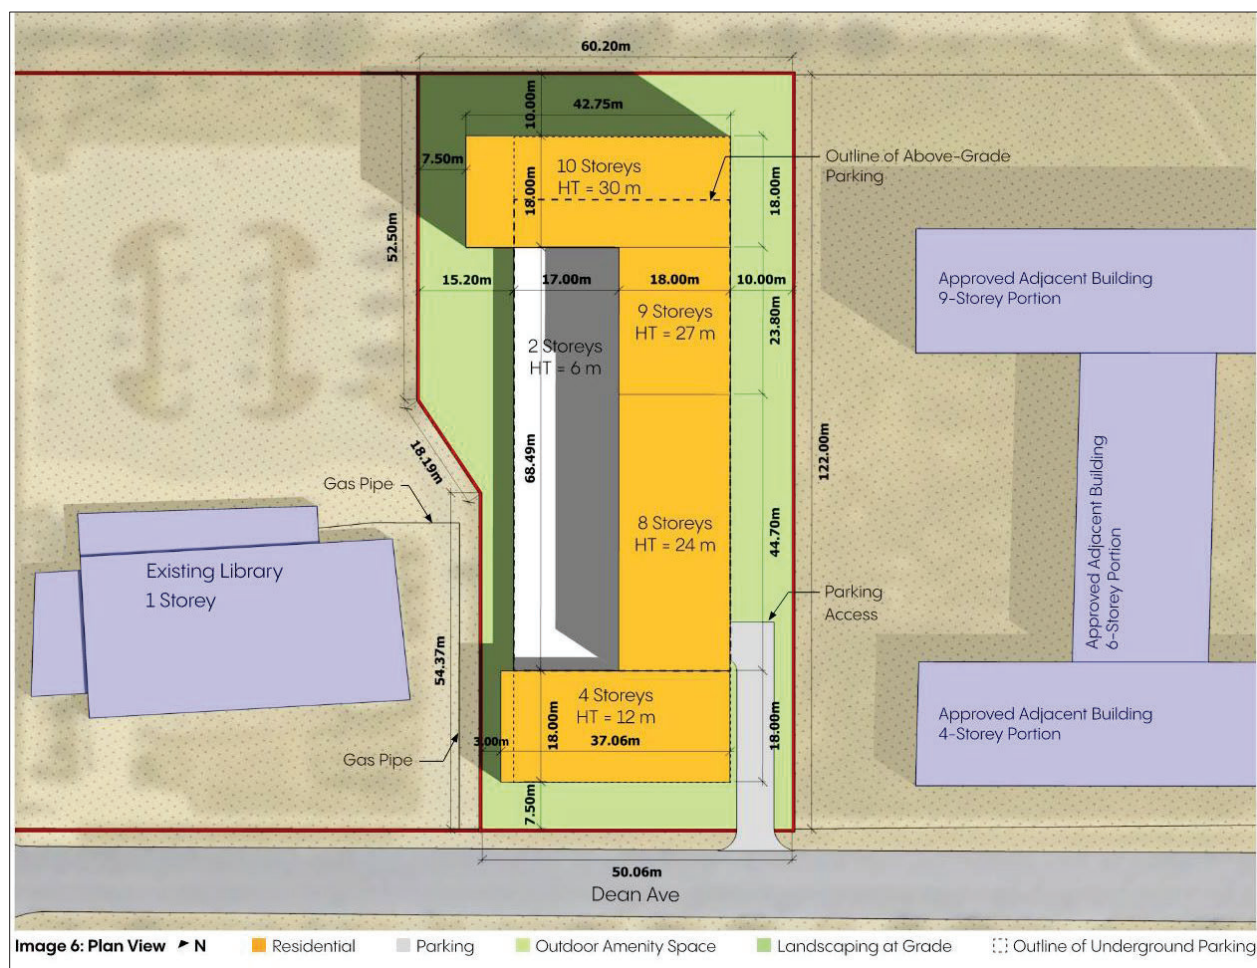 60.20m
10.00m
42.75m
7.50m
10 Storeys
HT = 30 m
18.00m
18.00m
Outline of Above-Grade
Parking
52.50m
15.20m
17.00m
18.00m
10.00m
9 Storeys
HT = 27 m
23.80m
2 Storeys
HT = 6 m
Approved Adjacent Building
9-Storey Portion
18.19m
68.49m
122.00m
Gas Pipe
8 Storeys
HT = 24 m
44.70m
Approved Adjacent Building
6-Storey Portion
Existing Library
1 Storey
Parking
Access
54.37m
4 Storeys
HT = 12 m
3.00m
18.00m
37.06m
18.00m
Approved Adjacent Building
4-Storey Portion
Gas Pipe
7.50m
50.06m
Dean Ave
Image 6: Plan View N Residential Parking Outdoor Amenity Space Landscaping at Grade Outline of Underground Parking